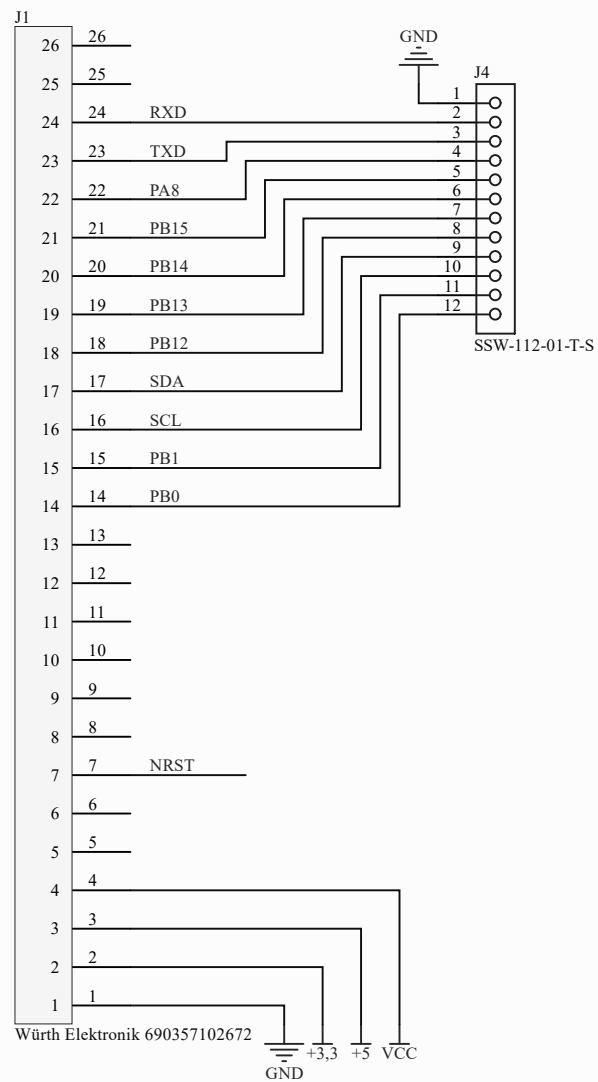 J1
26 26
25 25
24 24 RXD
23 23 TXD
22 22 PA8
21 21 PB15
20 20 PB14
19 19 PB13
18 18 PB12
17 17 SDA
16 16 SCL
15 15 PB1
14 14 PB0
13 13
12 12
11 11
10 10
9 9
8 8
7 7 NRST
6 6
5 5
4 4
3 3
2 2
1 1
Würth Elektronik 690357102672
GND
+3,3
+5
VCC
GND
J4
1
2
3
4
5
6
7
8
9
10
11
12
SSW-112-01-T-S